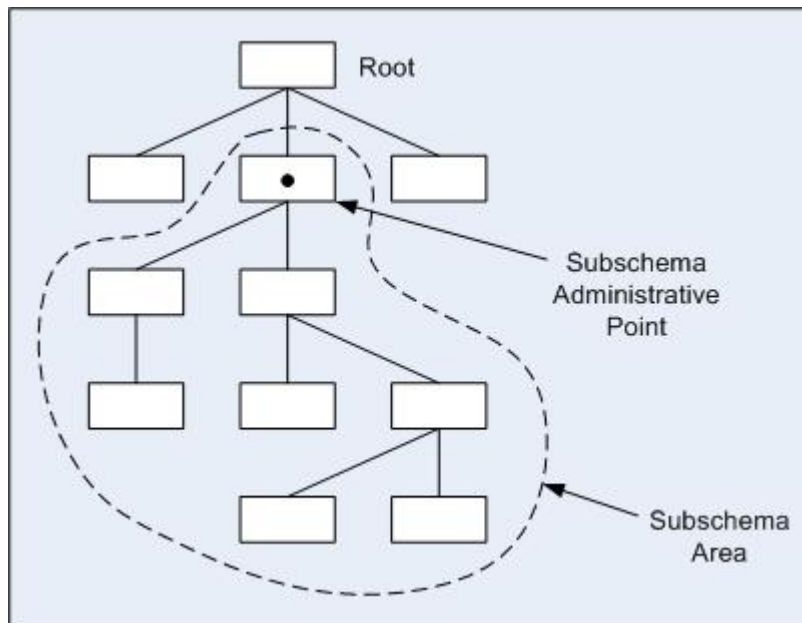 Root
Subschema
Administrative
Point
Subschema
Area